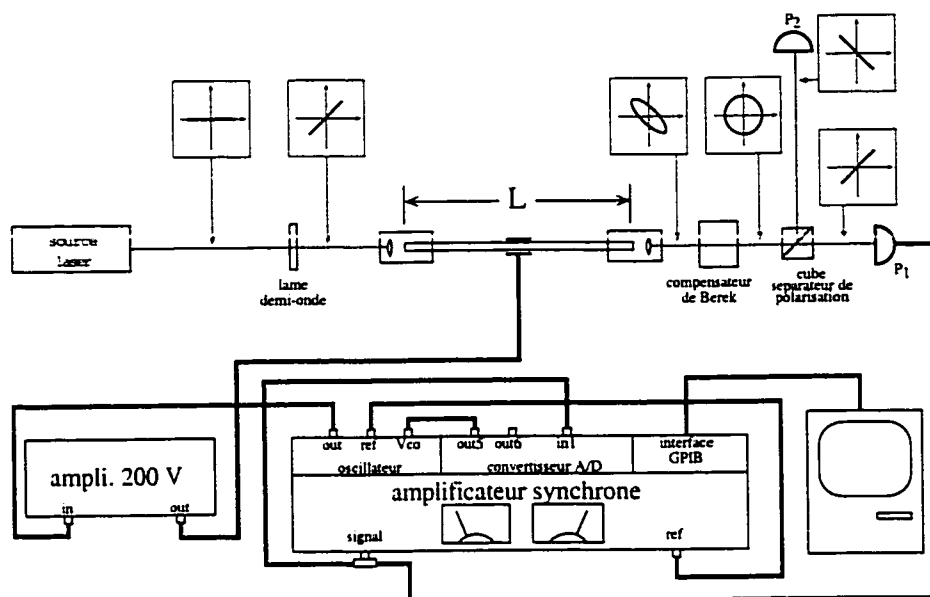 P2
L
source
laser
lame
demi-onde
compensateur
de Berek
cube
separateur de
polarisation
P1
ampli. 200 V
in
out
out
ref
Vco
out5
out6
in1
interface
GPIB
oscillateur
convertisseur A/D
amplificateur synchrone
signal
ref